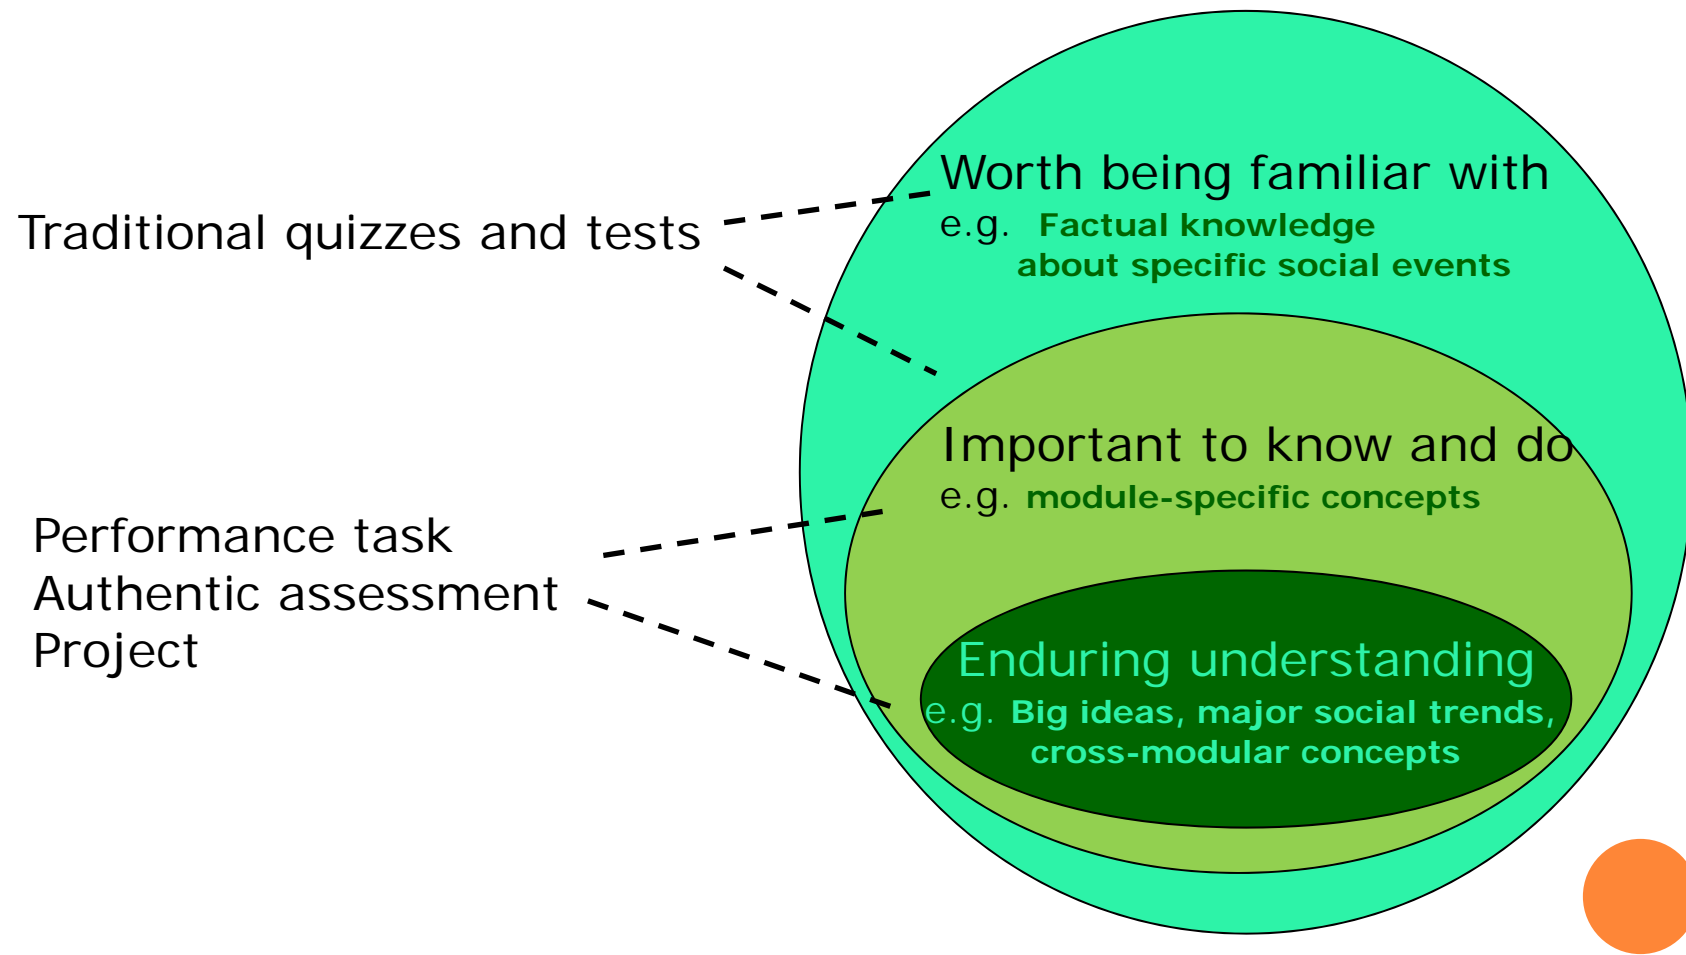 Traditional quizzes and tests
Worth being familiar with
e.g. Factual knowledge
about specific social events
Important to know and do
e.g. module-specific concepts
Performance task
Authentic assessment
Project
Enduring understanding
e.g. Big ideas, major social trends,
cross-modular concepts